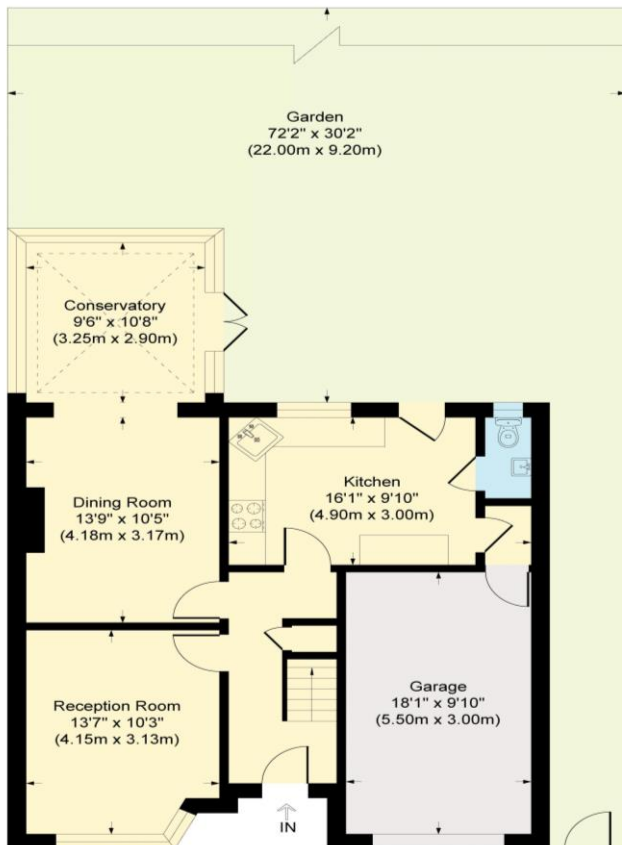 Garden
72'2" x 30'2"
(22.00m x 9.20m)
Conservatory
9'6" x 10'8"
(3.25m x 2.90m)
Kitchen
16'1" x 9'10"
(4.90m x 3.00m)
Dining Room
13'9" x 10'5"
(4.18m x 3.17m)
Reception Room
13'7" x 10'3"
(4.15m x 3.13m)
Garage
18'1" x 9'10"
(5.50m x 3.00m)
IN